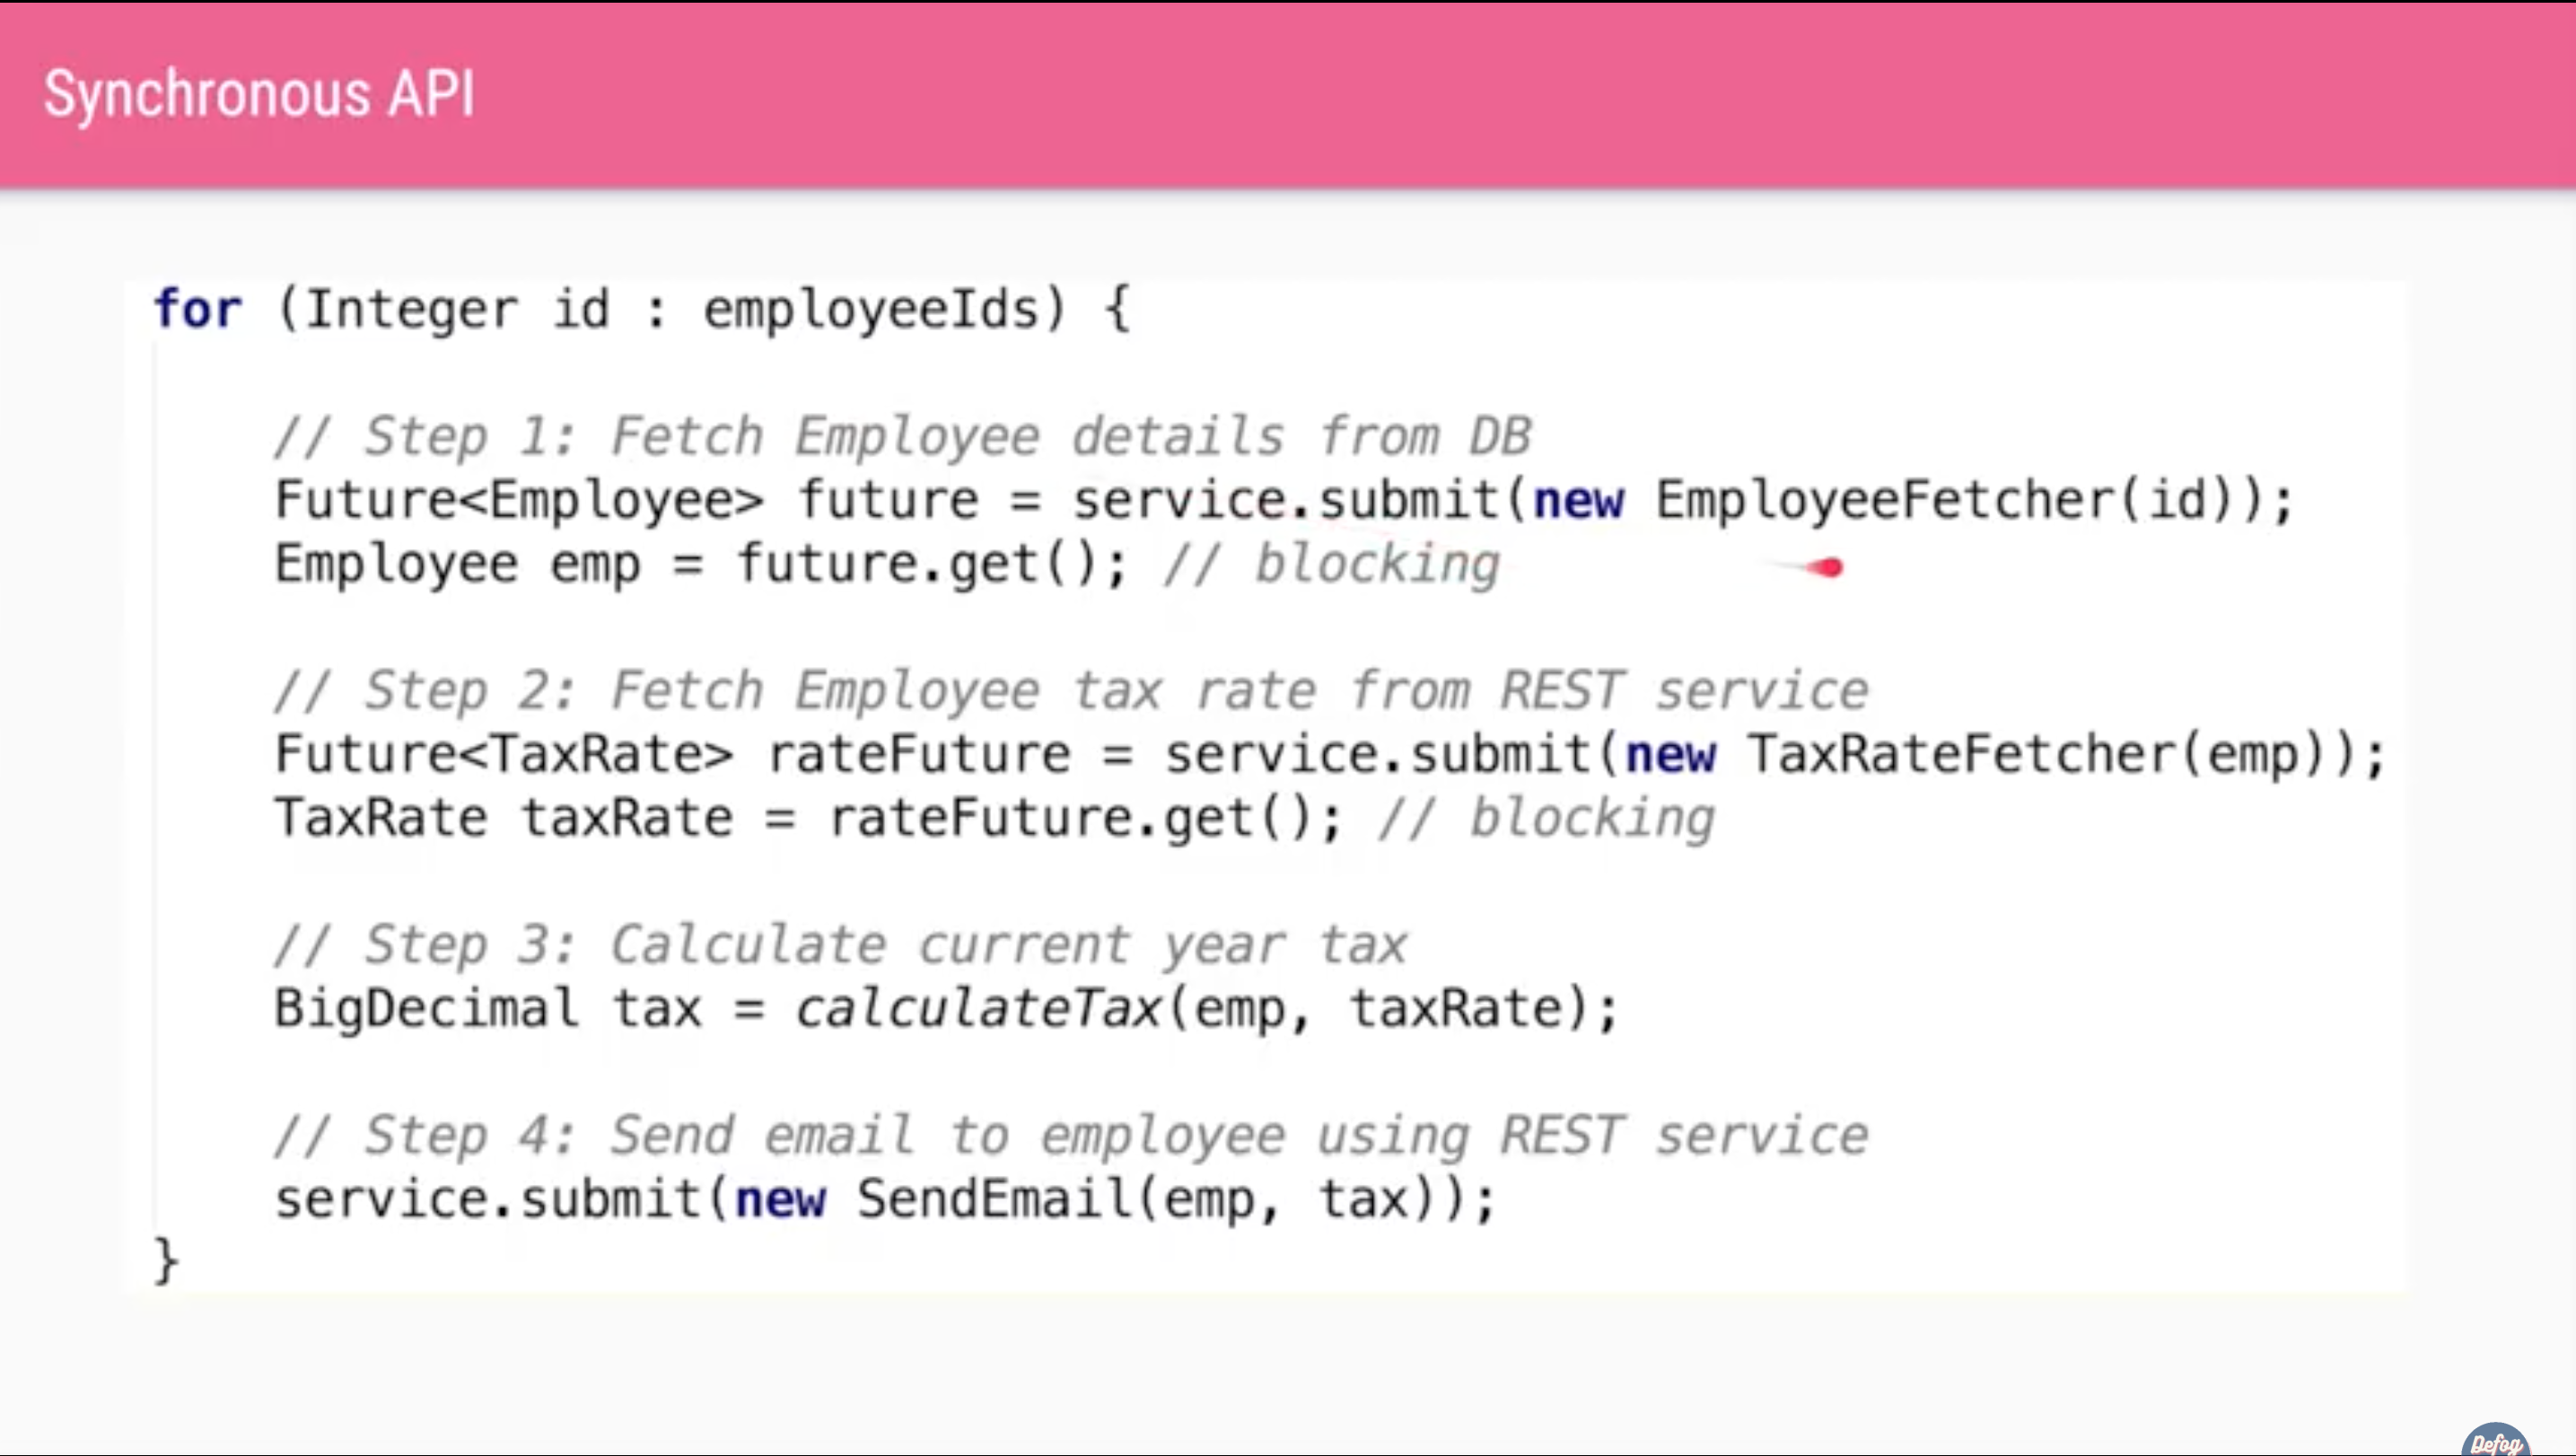 Synchronous API
for (Integer id : employeeIds) {
// Step 1: Fetch Employee details from DB
Future<Employee> future = service.submit(new EmployeeFetcher(id));
Employee emp = future.get(); // blocking
// Step 2: Fetch Employee tax rate from REST service
Future<TaxRate> rateFuture = service.submit(new TaxRateFetcher(emp));
TaxRate taxRate = rateFuture.get(); // blocking
// Step 3: Calculate current year tax
BigDecimal tax = calculateTax(emp, taxRate);
// Step 4: Send email to employee using REST service
service.submit(new SendEmail(emp, tax));
}
Defog